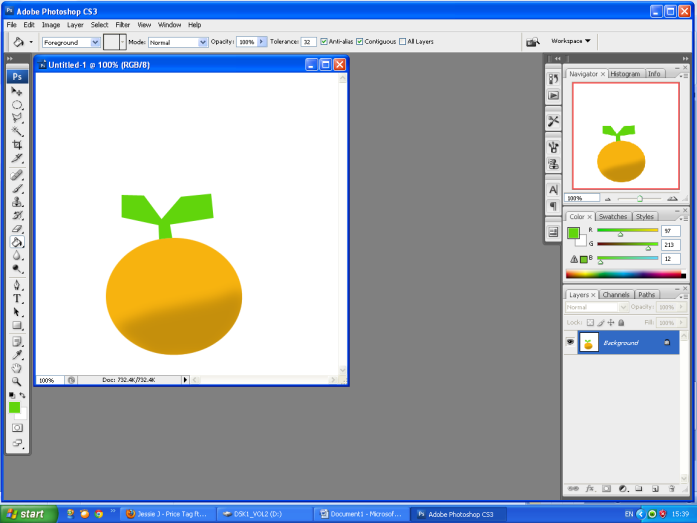 Adobe Photoshop CS3
File Edit Image Layer Select Filter View Window Help
Foreground Mode: Normal Opacity: 100% Tolerance: 32 Anti-alias Contiguous All Layers Workspace
Ps
Untitled-1 @ 100% (RGB/8)
100% Doc: 732.4K/732.4K
Navigator × Histogram Info
100%
Color × Swatches Styles
R 97
G 213
B 12
Layers × Channels Paths
Normal Opacity: 100%
Lock: Fill: 100%
Background
start Jessie J - Price Tag ft... DSK1_VOL2 (D:) Document1 - Microsof... Adobe Photoshop CS3 EN 15:39